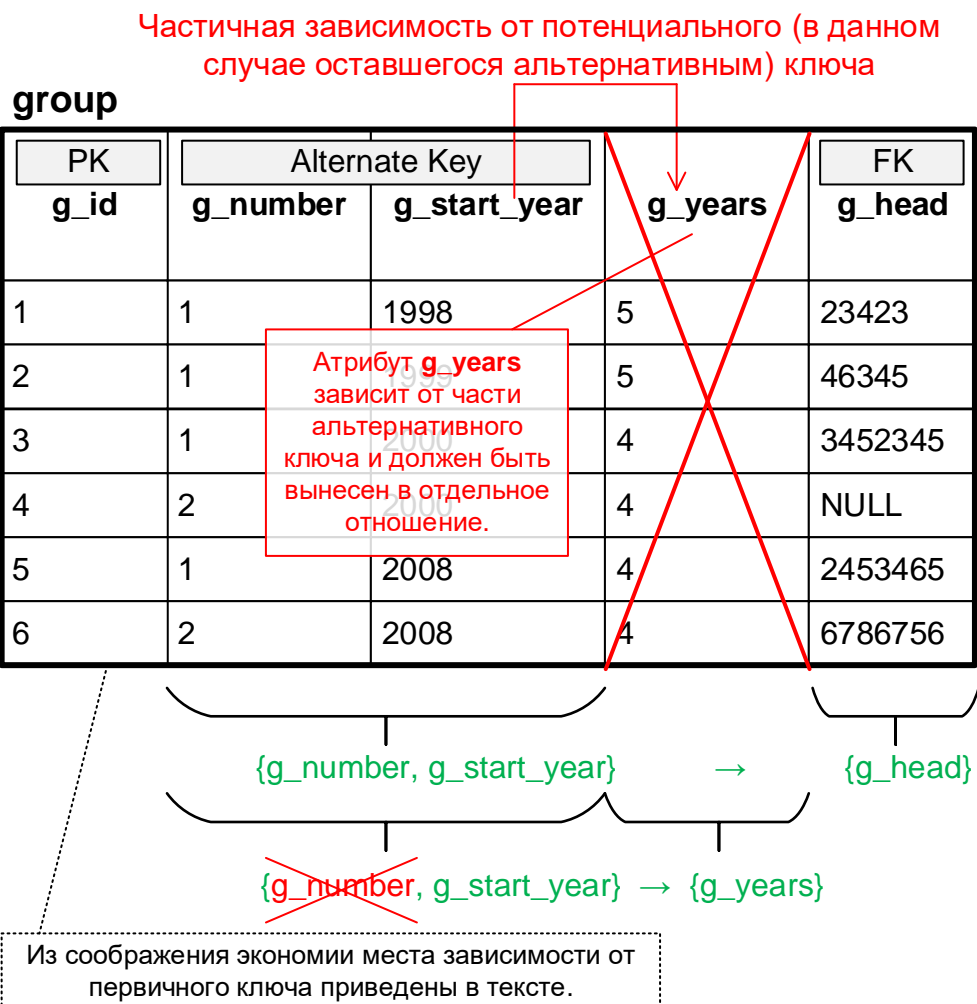 Частичная зависимость от потенциального (в данном
случае оставшегося альтернативным) ключа
group
PK Alternate Key FK
g_id g_number g_start_year g_years g_head
1 1 1998 5 23423
2 1 1999 5 46345
3 1 2000 4 3452345
4 2 2000 4 NULL
5 1 2008 4 2453465
6 2 2008 4 6786756
Атрибут g_years
зависит от части
альтернативного
ключа и должен быть
вынесен в отдельное
отношение.
{g_number, g_start_year} → {g_head}
{g_number, g_start_year} → {g_years}
Из соображения экономии места зависимости от
первичного ключа приведены в тексте.